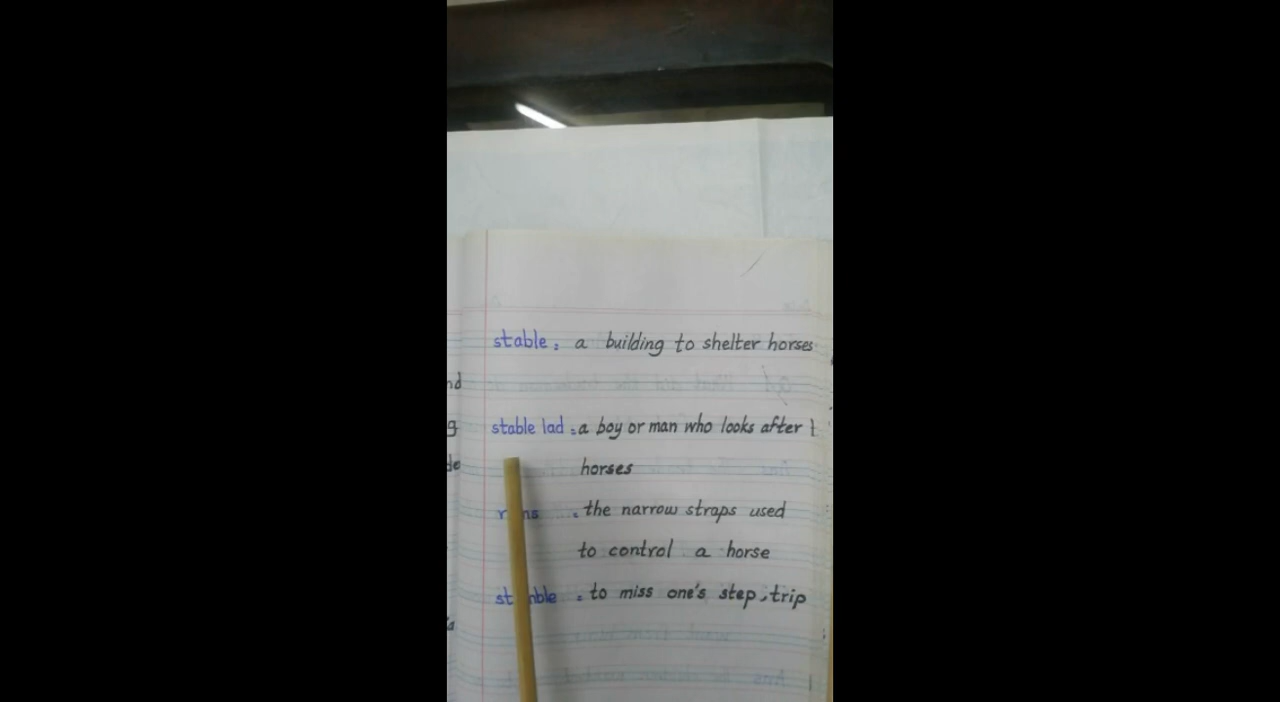 stable : a building to shelter horses
stable lad : a boy or man who looks after
horses
: the narrow straps used
to control a horse
: to miss one's step, trip